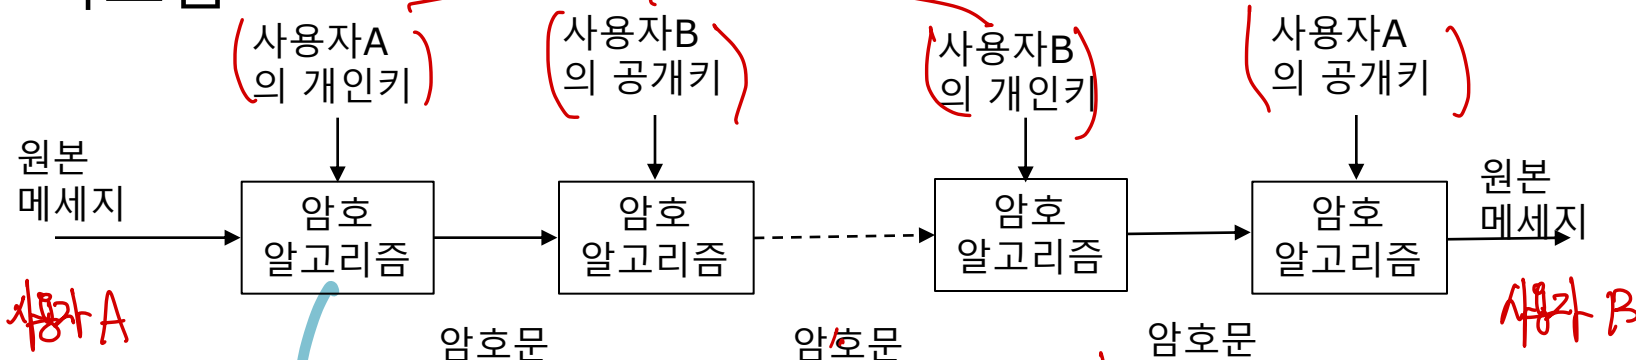 사용자A
의 개인키
사용자B
의 공개키
사용자B
의 개인키
사용자A
의 공개키
원본
메세지
암호
알고리즘
암호
알고리즘
암호
알고리즘
암호
알고리즘
원본
메세지
사용자 A
사용자 B
암호문
암호문
암호문